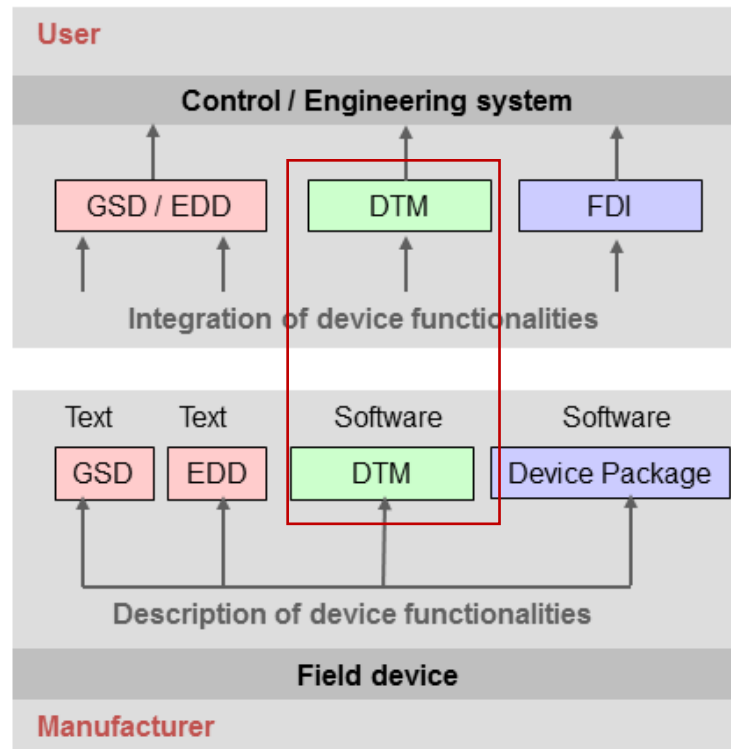 User
Control / Engineering system
GSD / EDD
DTM
FDI
Integration of device functionalities
Text
Text
Software
Software
GSD
EDD
DTM
Device Package
Description of device functionalities
Field device
Manufacturer